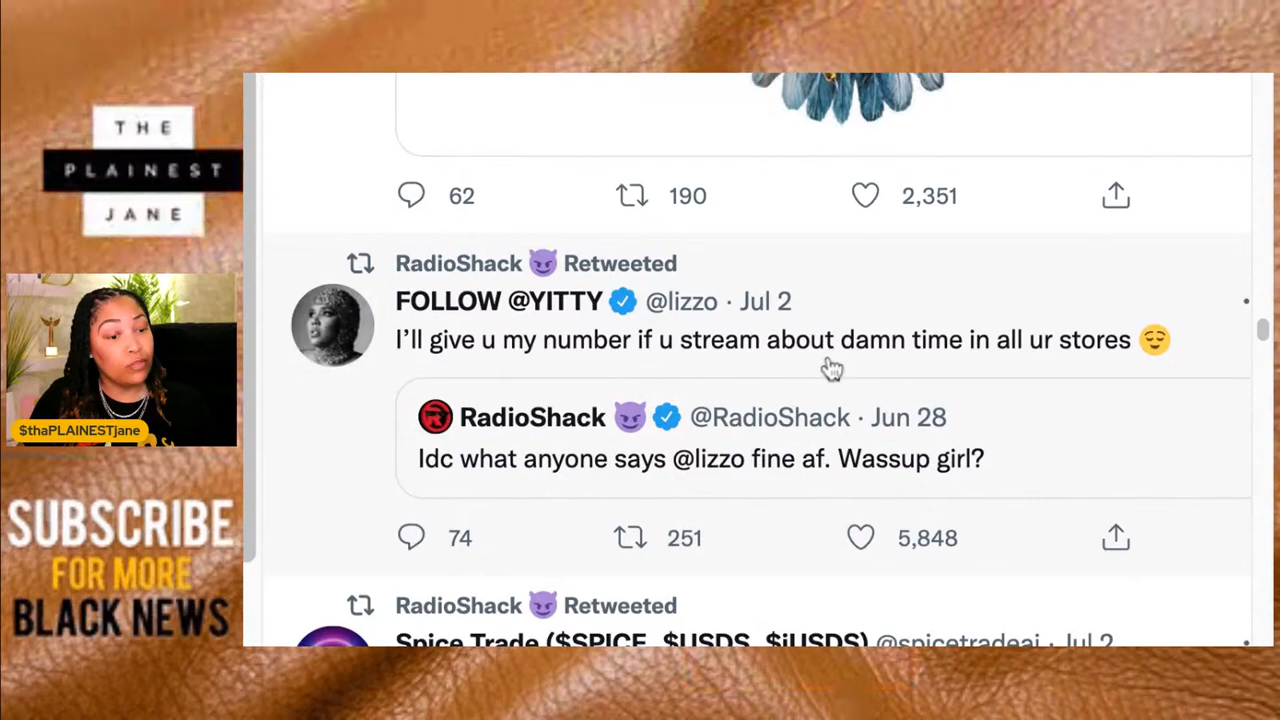 THE
PLAINEST
JANE
$thaPLAINESTjane
SUBSCRIBE
FOR MORE
BLACK NEWS
62 190 2,351
RadioShack 😈 Retweeted
FOLLOW @YITTY @lizzo · Jul 2
I’ll give u my number if u stream about damn time in all ur stores 😌
RadioShack 😈 @RadioShack · Jun 28
Idc what anyone says @lizzo fine af. Wassup girl?
74 251 5,848
RadioShack 😈 Retweeted
Spice Trade ($SPICE, $USDS, $iUSDS) @spicetradeai · Jul 2